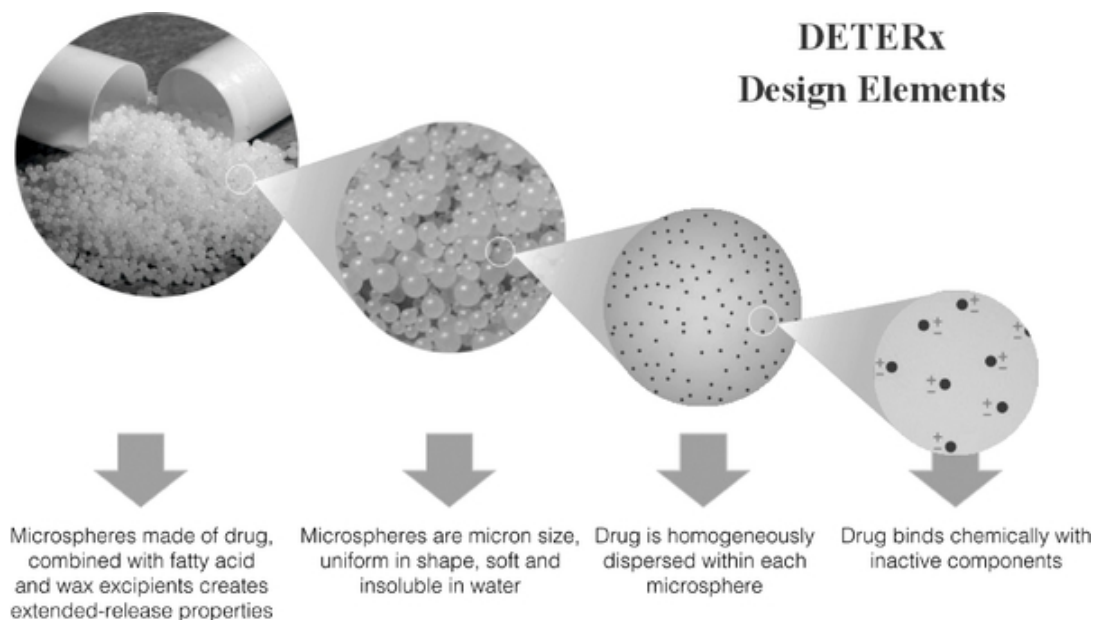 DETERx
Design Elements
Microspheres made of drug,
combined with fatty acid
and wax excipients creates
extended-release properties
Microspheres are micron size,
uniform in shape, soft and
insoluble in water
Drug is homogeneously
dispersed within each
microsphere
Drug binds chemically with
inactive components